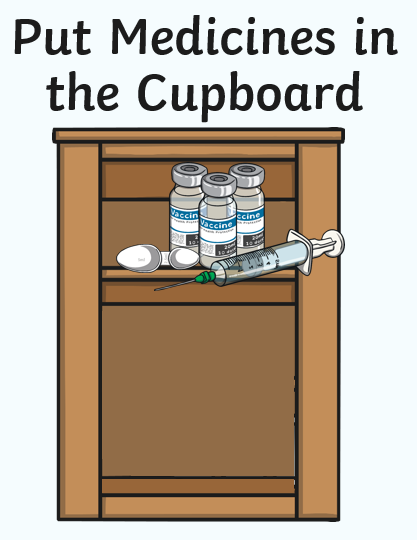 Put Medicines in
the Cupboard
Vaccine
Vaccine
Vaccine